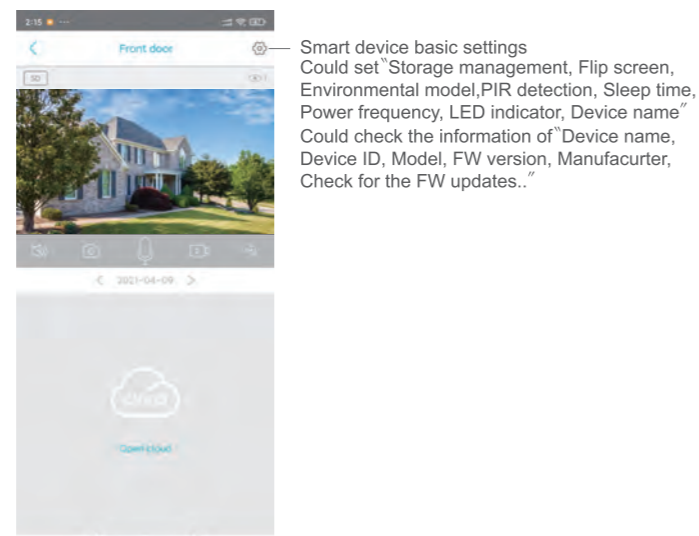 2:15
Front door
SD
1
Smart device basic settings
Could set〝Storage management, Flip screen,
Environmental model,PIR detection, Sleep time,
Power frequency, LED indicator, Device name〞
Could check the information of〝Device name,
Device ID, Model, FW version, Manufacurter,
Check for the FW updates..〞
2021-04-09
cloud
Open cloud